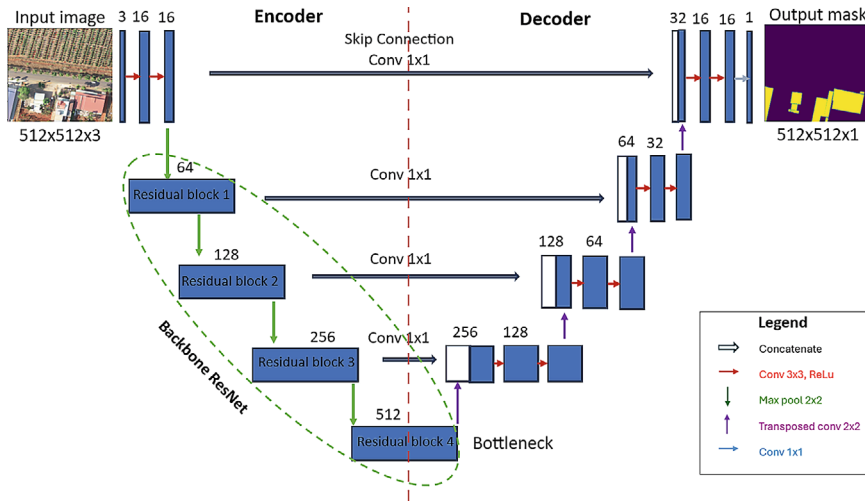 Input image
3 16 16
Encoder
Decoder
32 16 16 1
Output mask
Skip Connection
Conv 1x1
512x512x3
512x512x1
64
Residual block 1
Conv 1x1
64 32
128
Residual block 2
Conv 1x1
128 64
256
Residual block 3
Conv 1x1
256 128
Backbone ResNet
512
Residual block 4
Bottleneck
Legend
Concatenate
Conv 3x3, ReLu
Max pool 2x2
Transposed conv 2x2
Conv 1x1